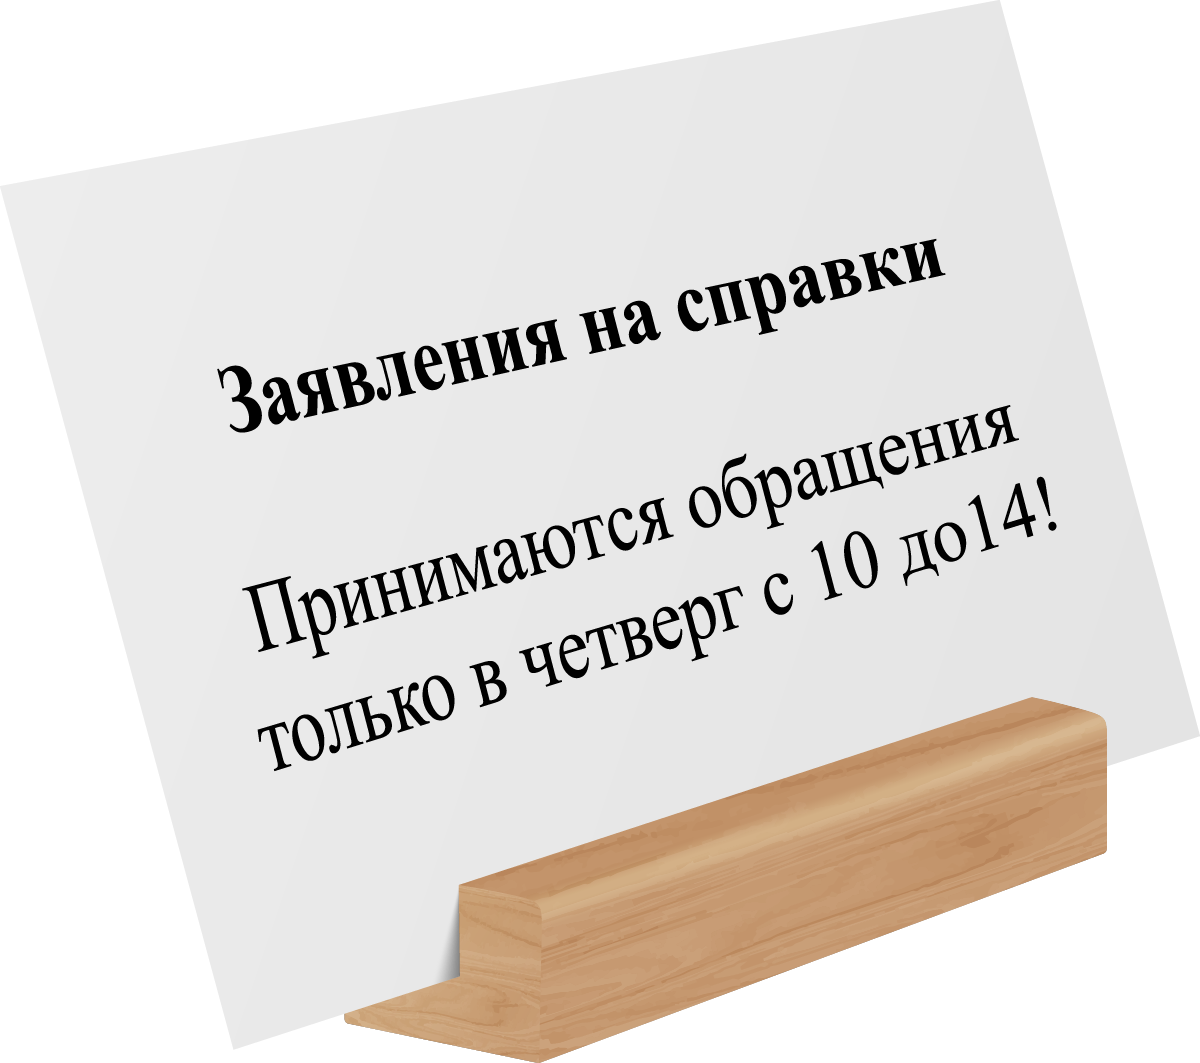 Заявления на справки
Принимаются обращения
только в четверг с 10 до14!